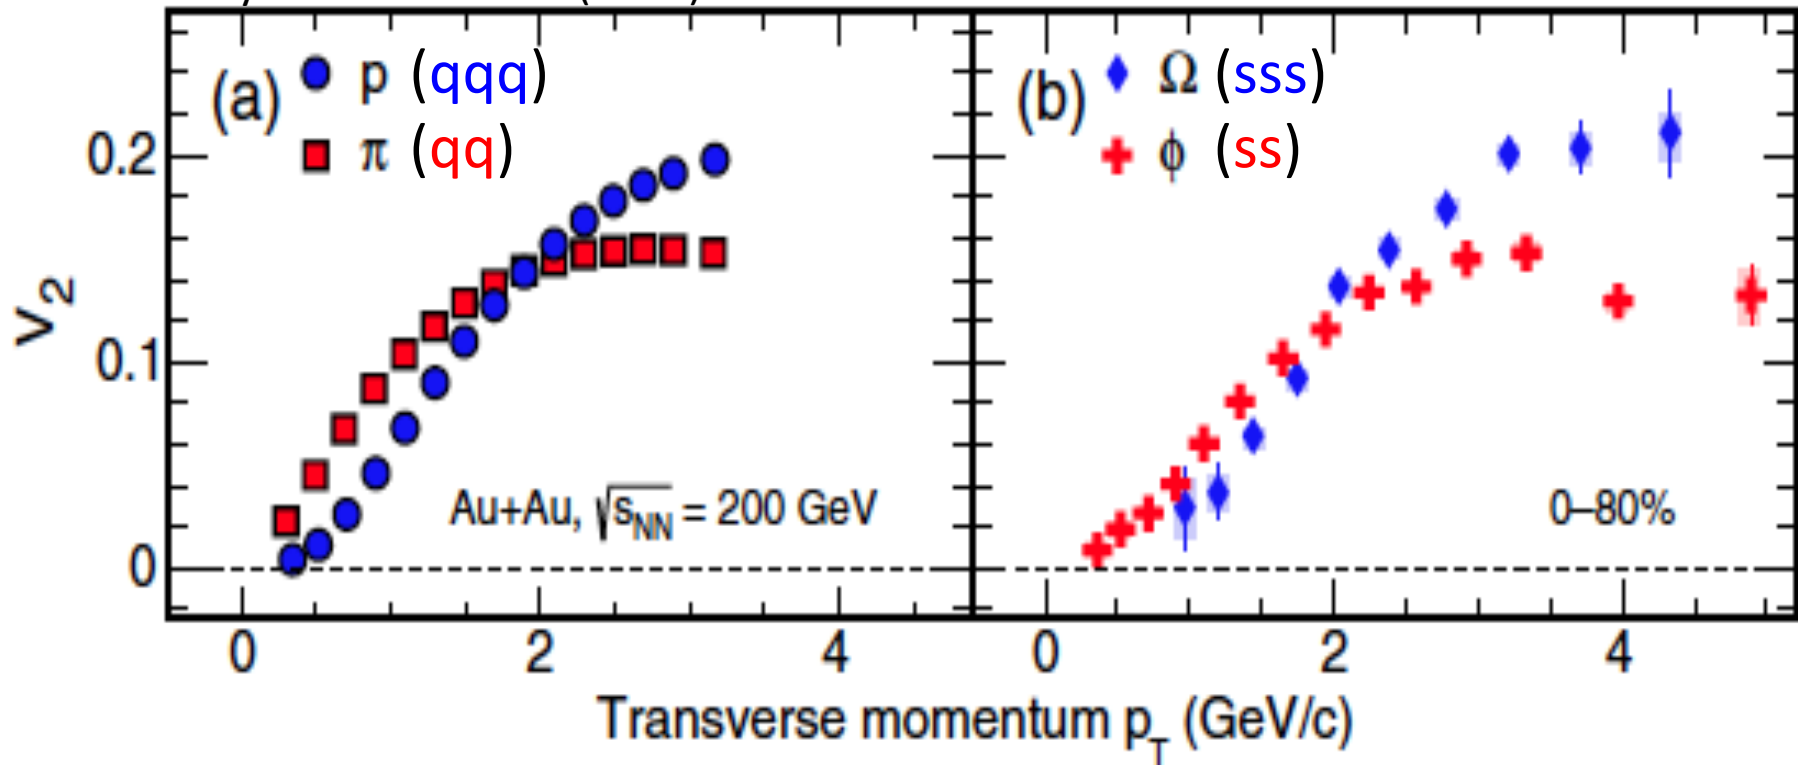 (a) p (qqq)
π (qq)
(b) Ω (sss)
ϕ (ss)
0.2
0.1
0
v2
Au+Au, √sNN = 200 GeV
0–80%
0 2 4
0 2 4
Transverse momentum pT (GeV/c)